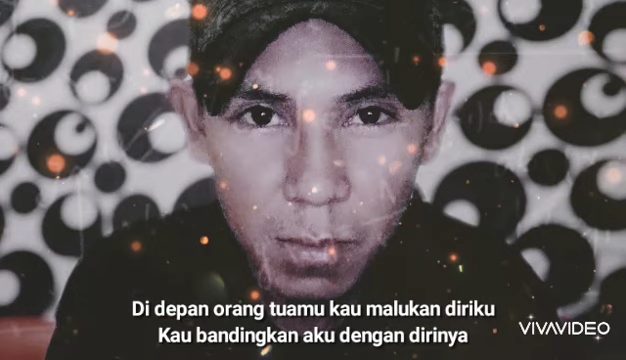 Di depan orang tuamu kau malukan diriku
Kau bandingkan aku dengan dirinya
VIVAVIDEO